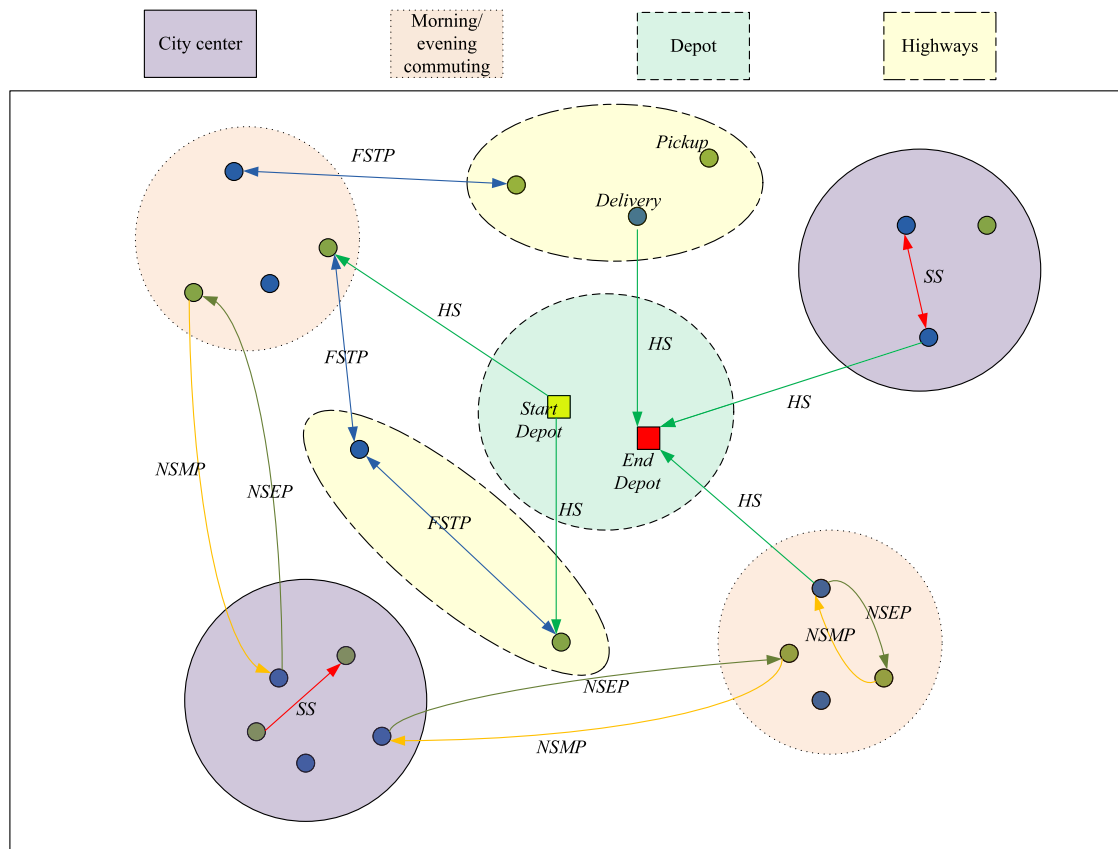 City center
Morning/
evening
commuting
Depot
Highways
FSTP
Pickup
Delivery
SS
HS
HS
FSTP
HS
Start
Depot
End
Depot
NSMP
NSEP
HS
FSTP
HS
NSEP
NSMP
NSEP
SS
NSMP